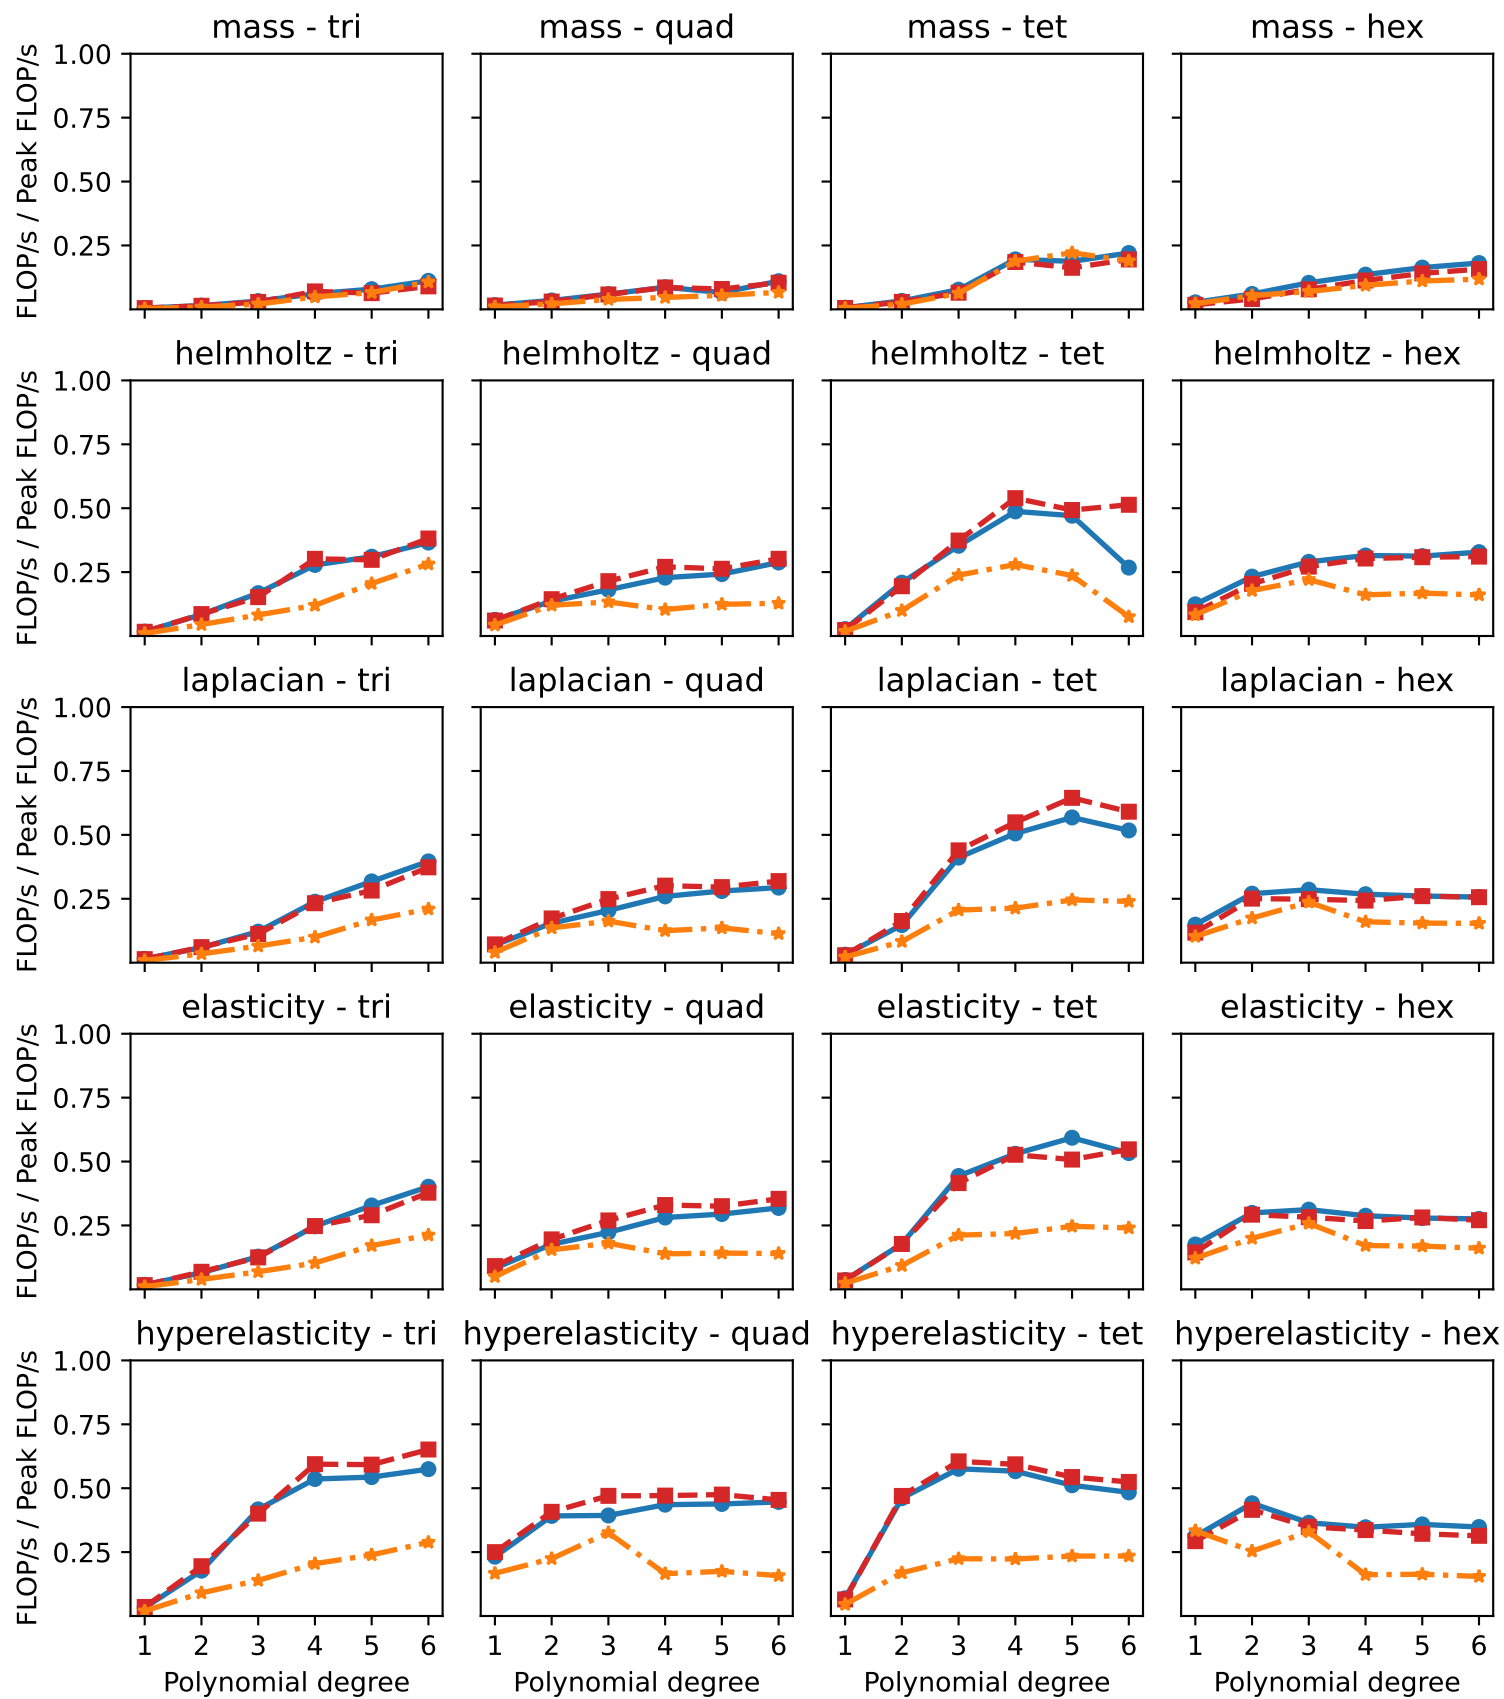 mass - tri
mass - quad
mass - tet
mass - hex
FLOP/s / Peak FLOP/s
1.00
0.75
0.50
0.25
helmholtz - tri
helmholtz - quad
helmholtz - tet
helmholtz - hex
FLOP/s / Peak FLOP/s
1.00
0.75
0.50
0.25
laplacian - tri
laplacian - quad
laplacian - tet
laplacian - hex
FLOP/s / Peak FLOP/s
1.00
0.75
0.50
0.25
elasticity - tri
elasticity - quad
elasticity - tet
elasticity - hex
FLOP/s / Peak FLOP/s
1.00
0.75
0.50
0.25
hyperelasticity - tri
hyperelasticity - quad
hyperelasticity - tet
hyperelasticity - hex
FLOP/s / Peak FLOP/s
1.00
0.75
0.50
0.25
1 2 3 4 5 6
1 2 3 4 5 6
1 2 3 4 5 6
1 2 3 4 5 6
Polynomial degree
Polynomial degree
Polynomial degree
Polynomial degree